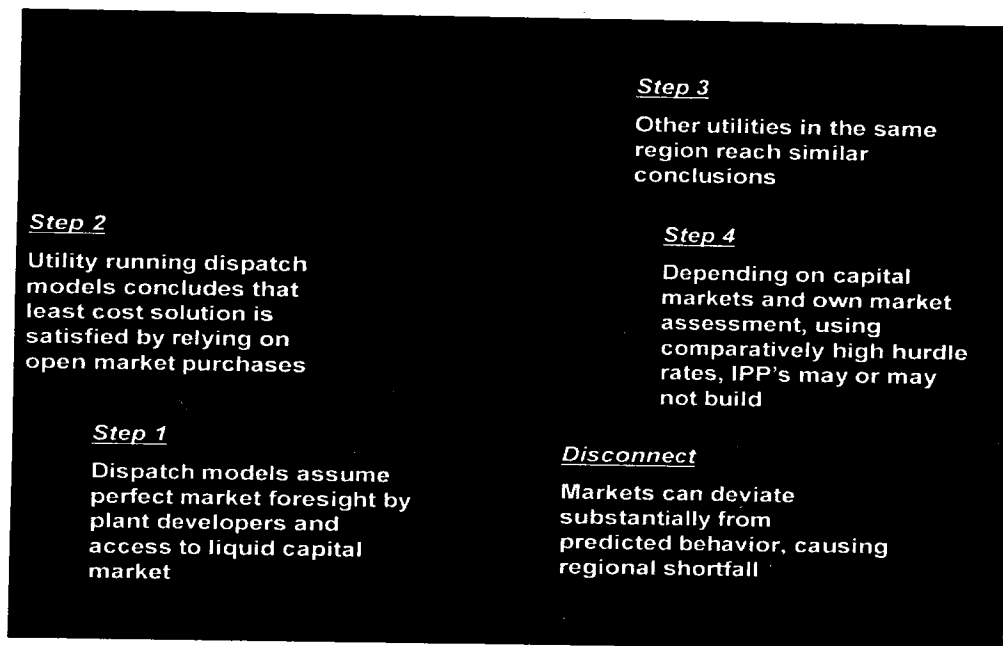 Step 1
Dispatch models assume
perfect market foresight by
plant developers and
access to liquid capital
market
Step 2
Utility running dispatch
models concludes that
least cost solution is
satisfied by relying on
open market purchases
Step 3
Other utilities in the same
region reach similar
conclusions
Step 4
Depending on capital
markets and own market
assessment, using
comparatively high hurdle
rates, IPP's may or may
not build
Disconnect
Markets can deviate
substantially from
predicted behavior, causing
regional shortfall